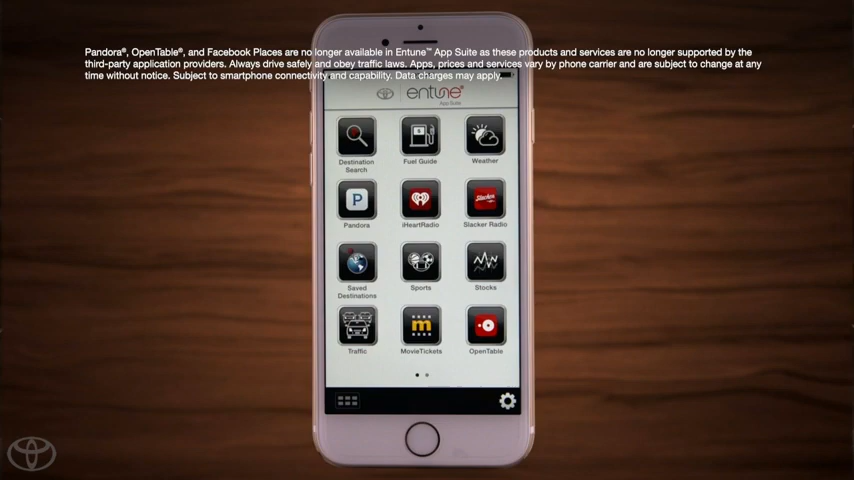 Pandora®, OpenTable®, and Facebook Places are no longer available in Entune™ App Suite as these products and services are no longer supported by the
third-party application providers. Always drive safely and obey traffic laws. Apps, prices and services vary by phone carrier and are subject to change at any
time without notice. Subject to smartphone connectivity and capability. Data charges may apply.
entune®
App Suite
Destination Search
Fuel Guide
Weather
P
Pandora
iHeartRadio
Slacker
Slacker Radio
Saved Destinations
Sports
Stocks
Traffic
m
MovieTickets
OpenTable